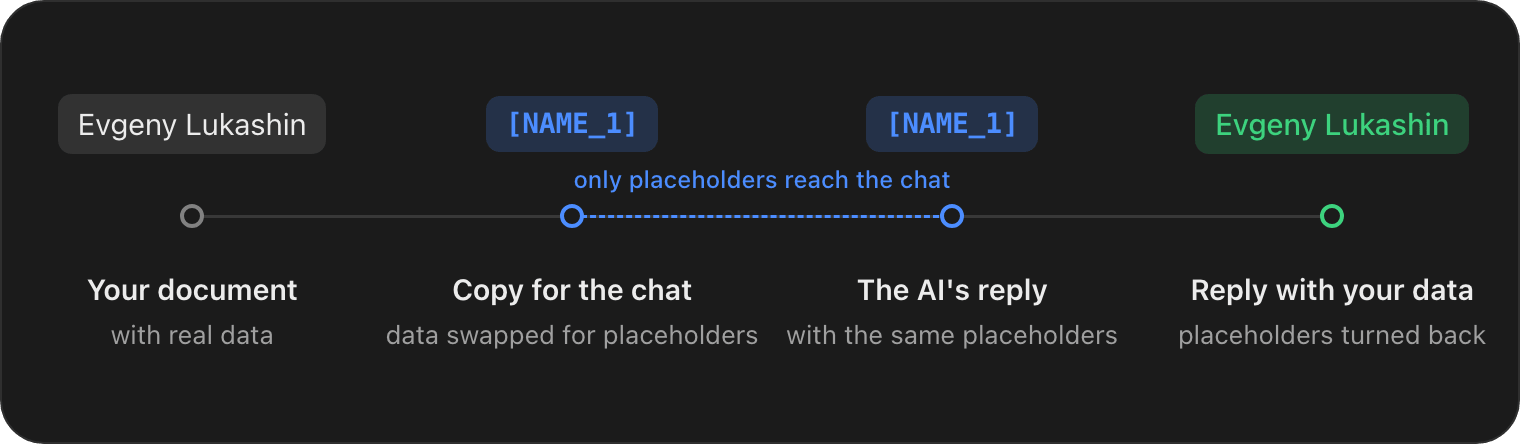 Evgeny Lukashin
[NAME_1]
[NAME_1]
Evgeny Lukashin
only placeholders reach the chat
Your document
with real data
Copy for the chat
data swapped for placeholders
The AI's reply
with the same placeholders
Reply with your data
placeholders turned back